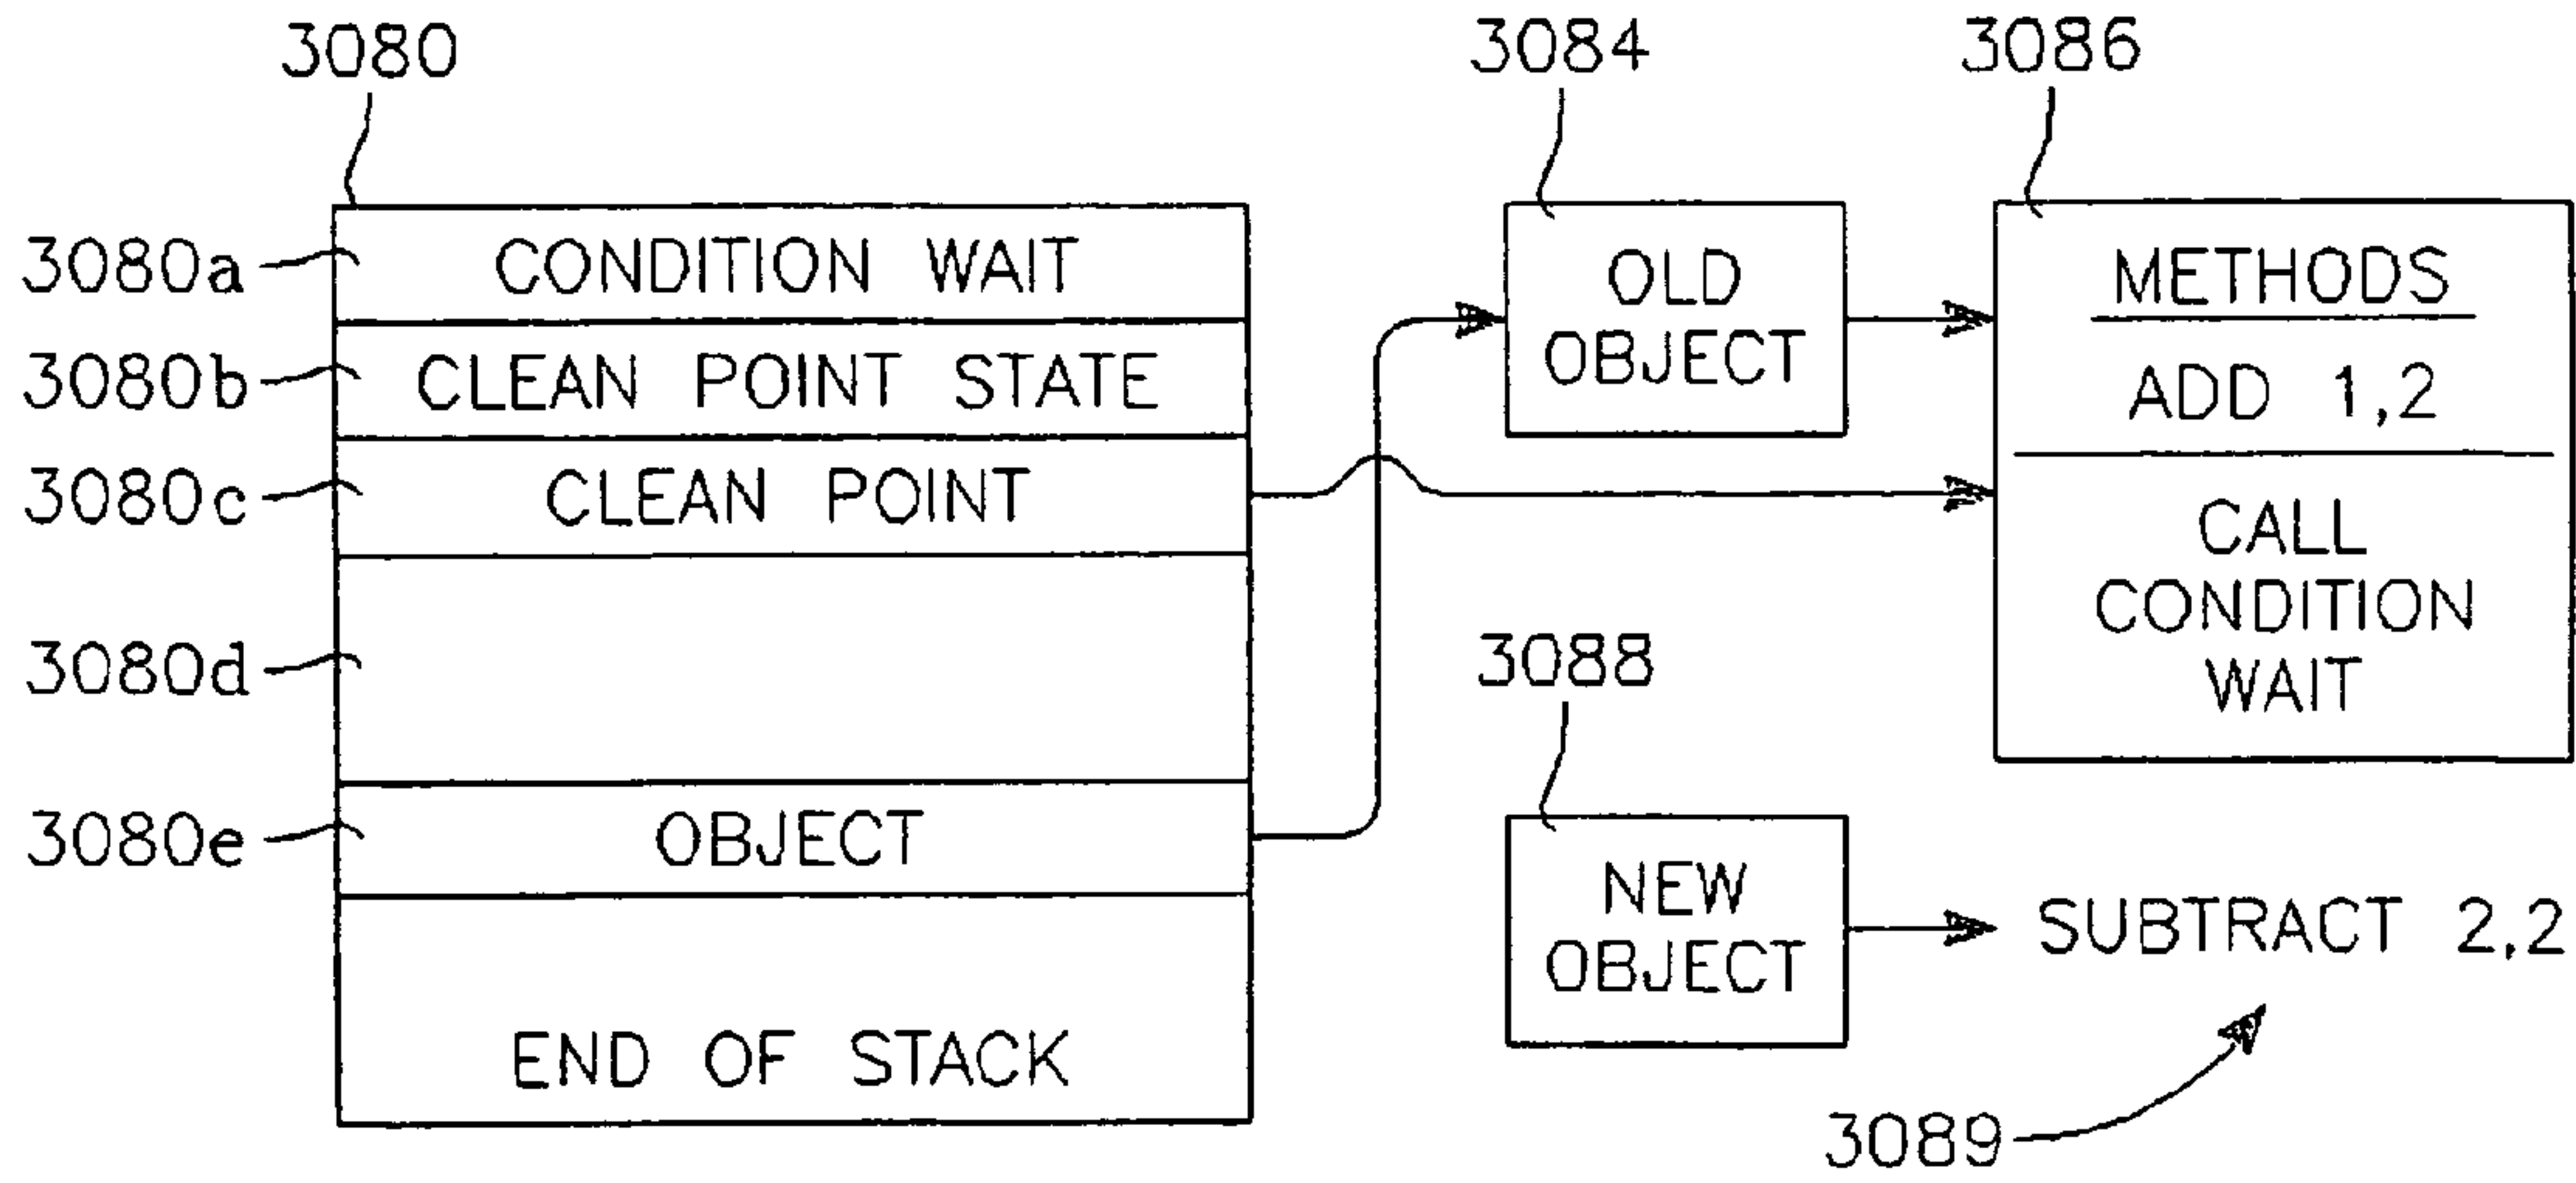 3080
3084
3086
3080a
CONDITION WAIT
3080b
CLEAN POINT STATE
3080c
CLEAN POINT
3080d
3080e
OBJECT
END OF STACK
OLD
OBJECT
METHODS
ADD 1,2
CALL
CONDITION
WAIT
3088
NEW
OBJECT
SUBTRACT 2,2
3089